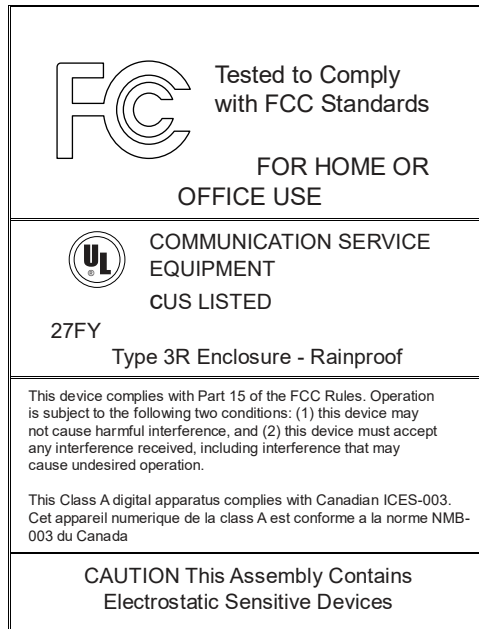 FCC
Tested to Comply
with FCC Standards
FOR HOME OR
OFFICE USE
UL
®
COMMUNICATION SERVICE
EQUIPMENT
cUS LISTED
27FY
Type 3R Enclosure - Rainproof
This device complies with Part 15 of the FCC Rules. Operation
is subject to the following two conditions: (1) this device may
not cause harmful interference, and (2) this device must accept
any interference received, including interference that may
cause undesired operation.
This Class A digital apparatus complies with Canadian ICES-003.
Cet appareil numerique de la class A est conforme a la norme NMB-
003 du Canada
CAUTION This Assembly Contains
Electrostatic Sensitive Devices